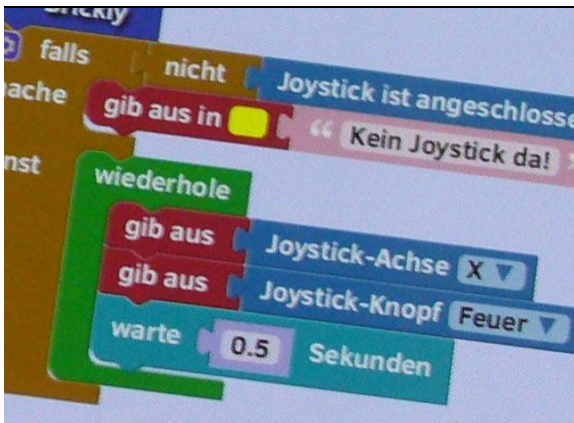 Brickly
falls nicht Joystick ist angeschlosse
ache gib aus in “ Kein Joystick da!
nst
wiederhole
gib aus Joystick-Achse X
gib aus Joystick-Knopf Feuer
warte 0.5 Sekunden